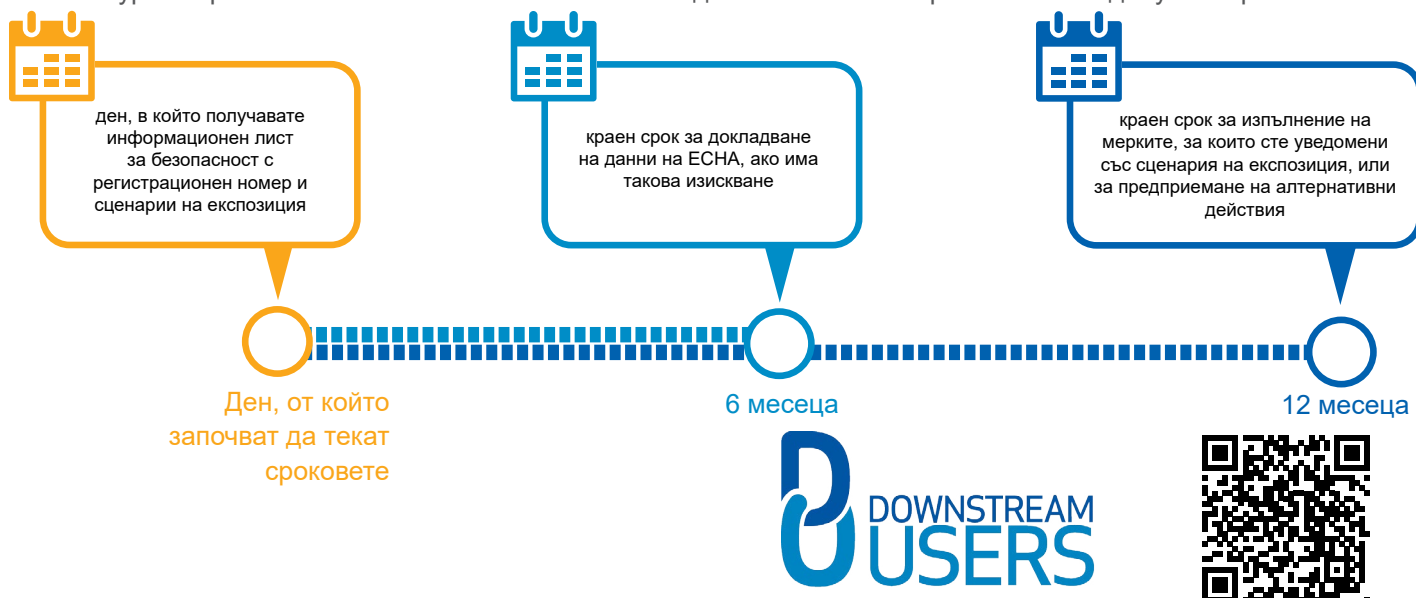 ден, в който получавате
информационен лист
за безопасност с
регистрационен номер и
сценарии на експозиция
краен срок за докладване
на данни на ECHA, ако има
такова изискване
краен срок за изпълнение на
мерките, за които сте уведомени
със сценария на експозиция, или
за предприемане на алтернативни
действия
Ден, от който
започват да текат
сроковете
6 месеца
12 месеца
DOWNSTREAM
USERS